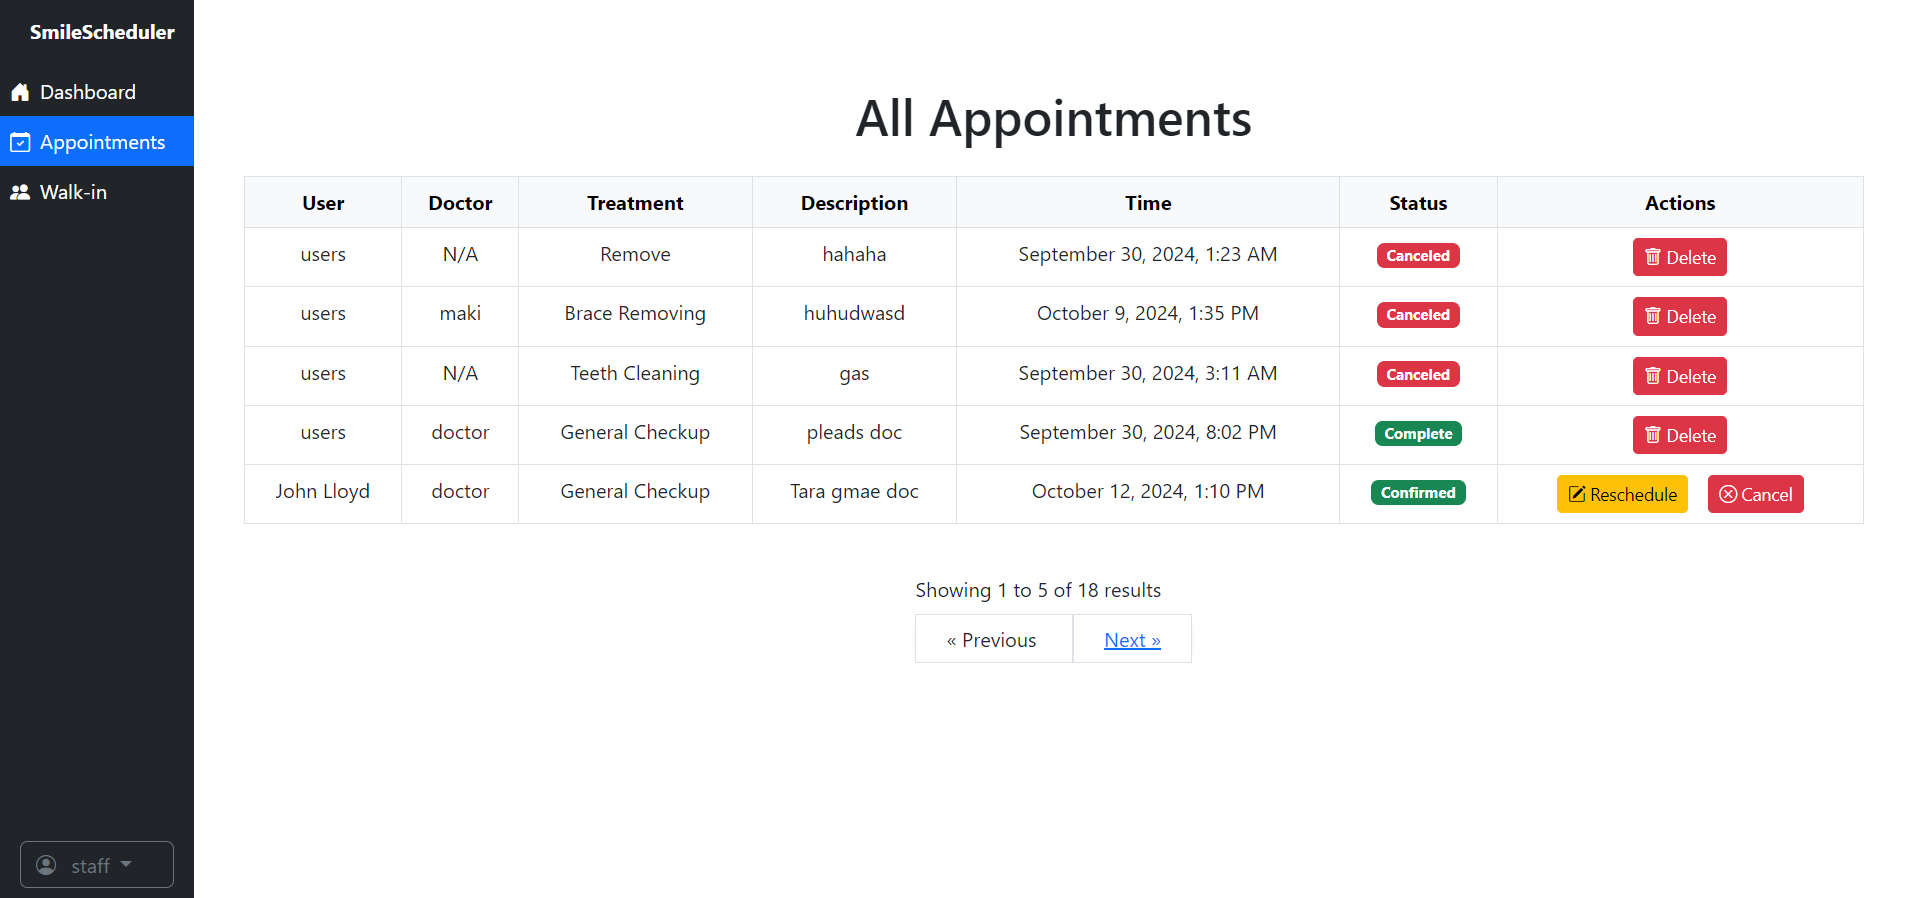 SmileScheduler
Dashboard
Appointments
Walk-in
staff
All Appointments
User Doctor Treatment Description Time Status Actions
users N/A Remove hahaha September 30, 2024, 1:23 AM Canceled Delete
users maki Brace Removing huhudwasd October 9, 2024, 1:35 PM Canceled Delete
users N/A Teeth Cleaning gas September 30, 2024, 3:11 AM Canceled Delete
users doctor General Checkup pleads doc September 30, 2024, 8:02 PM Complete Delete
John Lloyd doctor General Checkup Tara gmae doc October 12, 2024, 1:10 PM Confirmed Reschedule Cancel
Showing 1 to 5 of 18 results
« Previous Next »